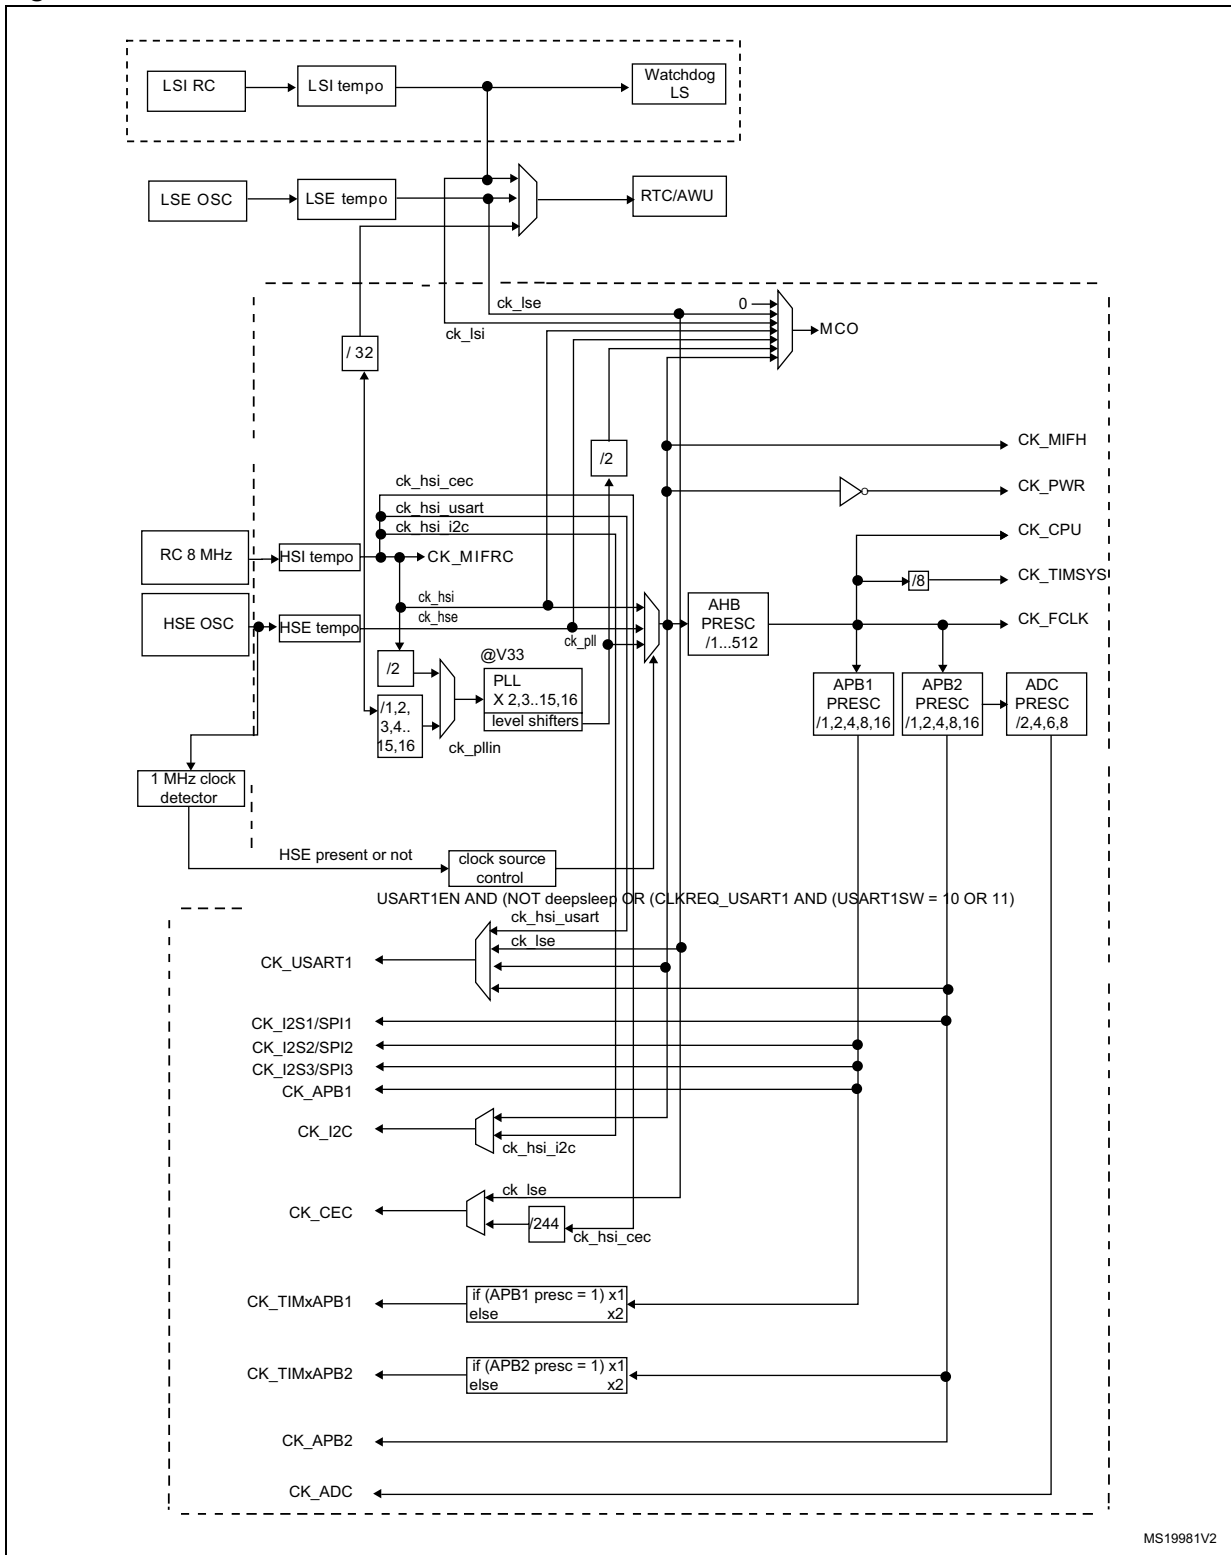 LSI RC
LSI tempo
Watchdog
LS
LSE OSC
LSE tempo
RTC/AWU
ck_lse
0
MCO
ck_lsi
/ 32
/2
CK_MIFH
ck_hsi_cec
CK_PWR
ck_hsi_usart
ck_hsi_i2c
CK_CPU
RC 8 MHz
HSI tempo
CK_MIFRC
/8
CK_TIMSYS
ck_hsi
AHB
PRESC
/1...512
HSE OSC
HSE tempo
ck_hse
CK_FCLK
ck_pll
@V33
/2
PLL
X 2,3..15,16
level shifters
APB1
PRESC
/1,2,4,8,16
APB2
PRESC
/1,2,4,8,16
ADC
PRESC
/2,4,6,8
/1,2,
3,4..
15,16
ck_pllin
1 MHz clock
detector
HSE present or not
clock source
control
USART1EN AND (NOT deepsleep OR (CLKREQ_USART1 AND (USART1SW = 10 OR 11)
ck_hsi_usart
ck_lse
CK_USART1
CK_I2S1/SPI1
CK_I2S2/SPI2
CK_I2S3/SPI3
CK_APB1
CK_I2C
ck_hsi_i2c
ck_lse
CK_CEC
/244
ck_hsi_cec
CK_TIMxAPB1
if (APB1 presc = 1) x1
else x2
CK_TIMxAPB2
if (APB2 presc = 1) x1
else x2
CK_APB2
CK_ADC
MS19981V2